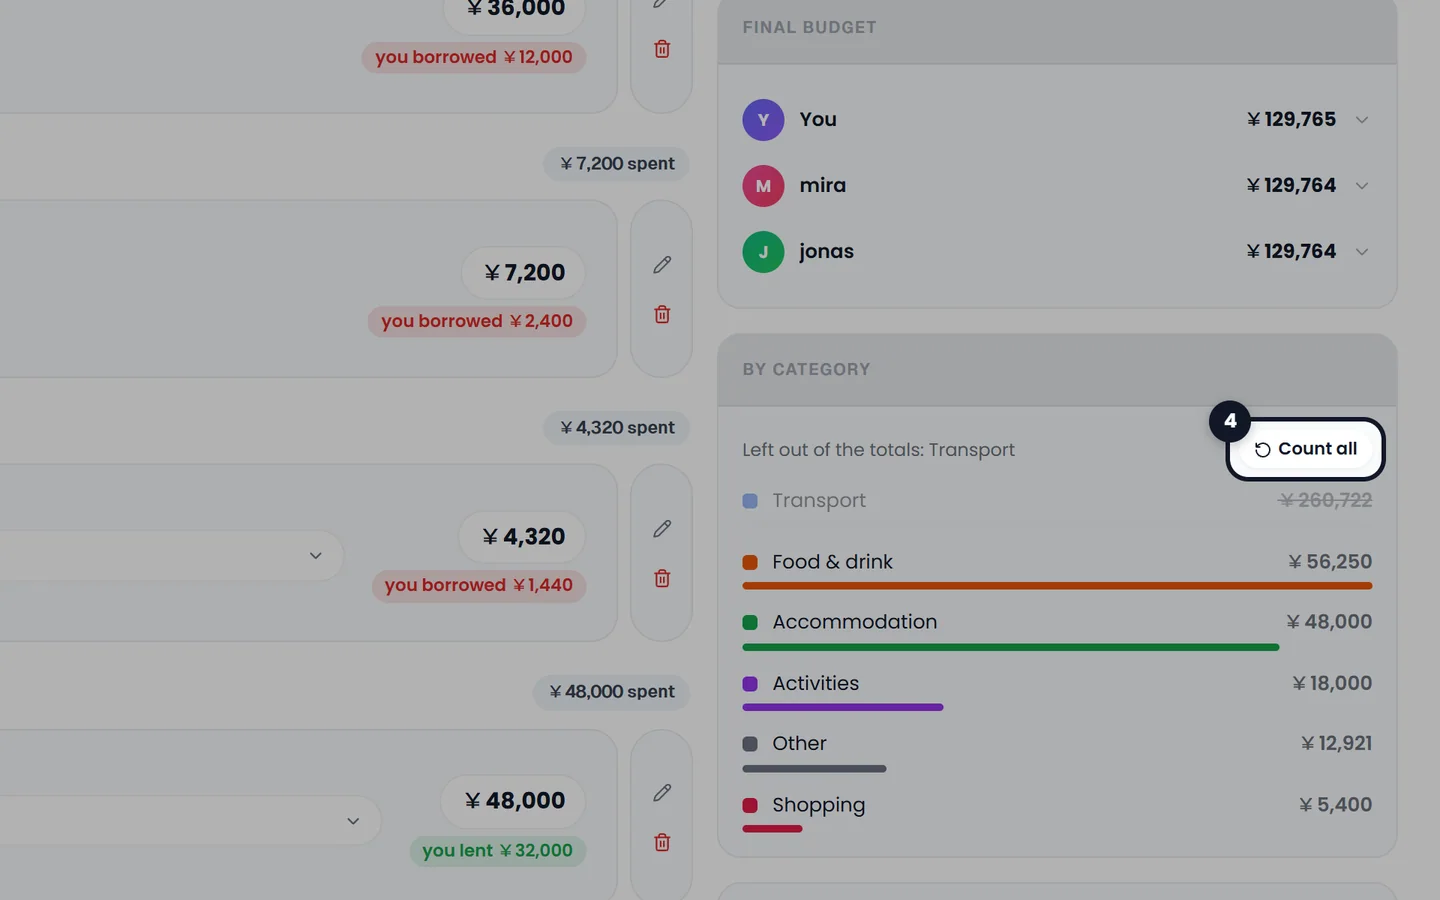 ¥ 36,000
you borrowed ¥ 12,000
¥ 7,200 spent
¥ 7,200
you borrowed ¥ 2,400
¥ 4,320 spent
¥ 4,320
you borrowed ¥ 1,440
¥ 48,000 spent
¥ 48,000
you lent ¥ 32,000
FINAL BUDGET
Y You ¥ 129,765
M mira ¥ 129,764
J jonas ¥ 129,764
BY CATEGORY
4
Left out of the totals: Transport Count all
Transport ¥ 260,722
Food & drink ¥ 56,250
Accommodation ¥ 48,000
Activities ¥ 18,000
Other ¥ 12,921
Shopping ¥ 5,400